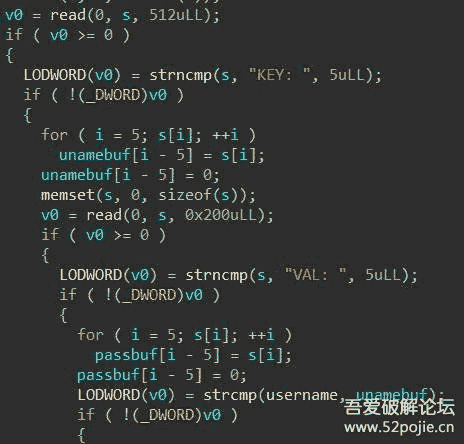 v0 = read(0, s, 512uLL);
if ( v0 >= 0 )
{
  LODWORD(v0) = strncmp(s, "KEY: ", 5uLL);
  if ( !(_DWORD)v0 )
  {
    for ( i = 5; s[i]; ++i )
      unamebuf[i - 5] = s[i];
    unamebuf[i - 5] = 0;
    memset(s, 0, sizeof(s));
    v0 = read(0, s, 0x200uLL);
    if ( v0 >= 0 )
    {
      LODWORD(v0) = strncmp(s, "VAL: ", 5uLL);
      if ( !(_DWORD)v0 )
      {
        for ( i = 5; s[i]; ++i )
          passbuf[i - 5] = s[i];
        passbuf[i - 5] = 0;
        LODWORD(v0) = strcmp(username, unamebuf);
        if ( !(_DWORD)v0 )
        {
吾爱破解论坛
www.52pojie.cn